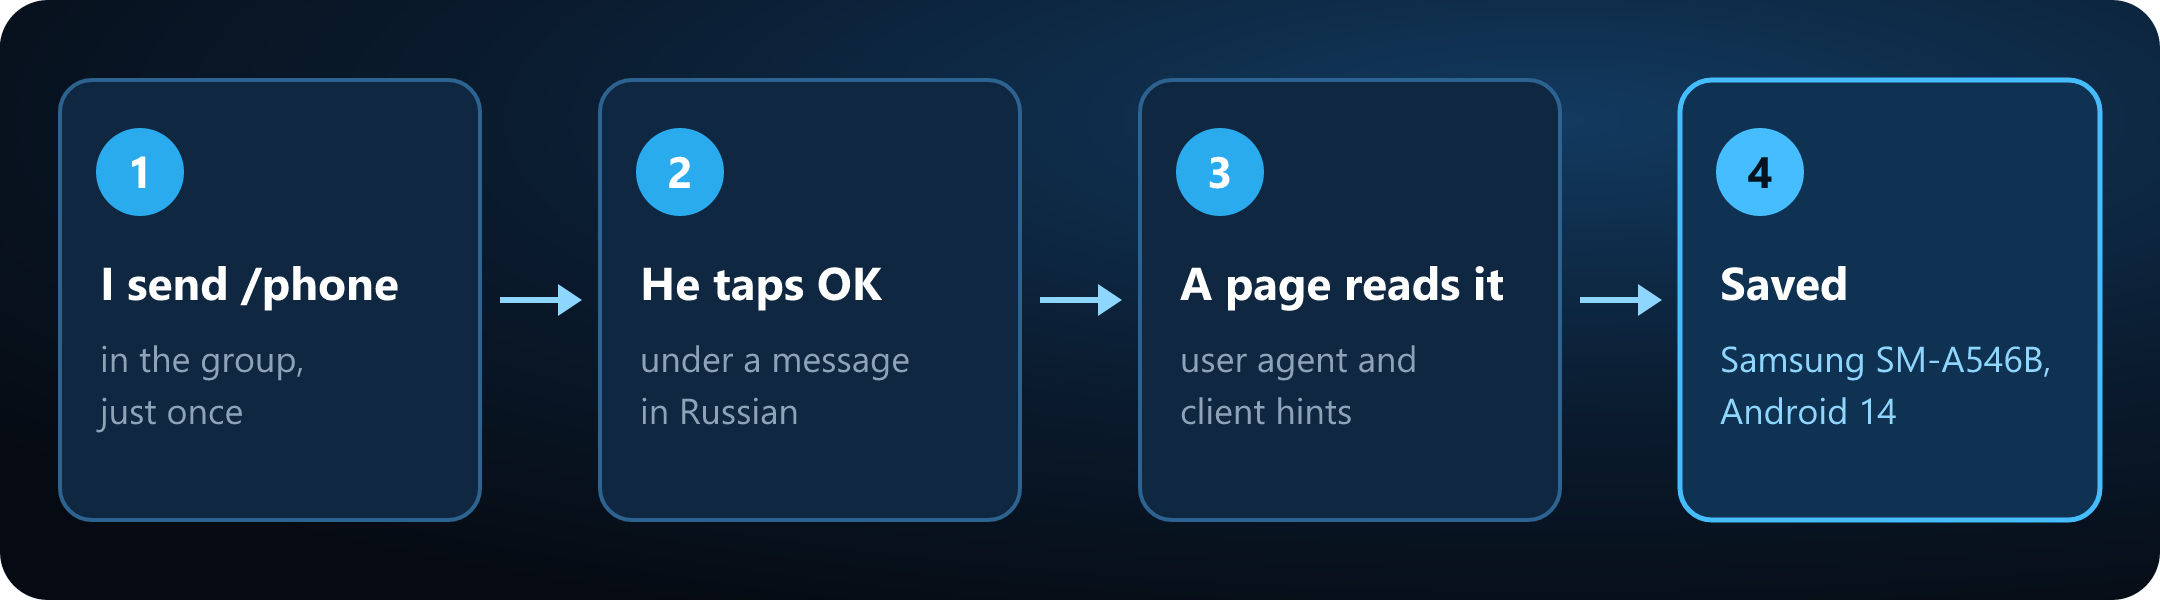 1
I send /phone
in the group,
just once
2
He taps OK
under a message
in Russian
3
A page reads it
user agent and
client hints
4
Saved
Samsung SM-A546B,
Android 14